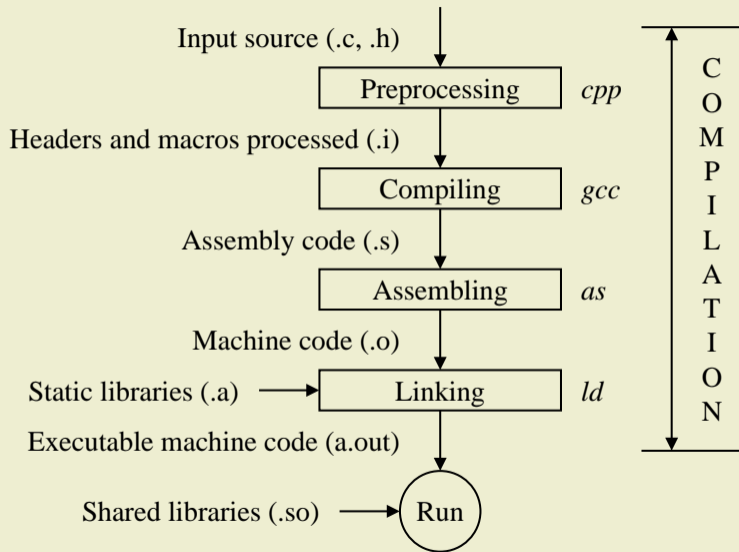 Input source (.c, .h)
Preprocessing cpp
Headers and macros processed (.i)
Compiling gcc
Assembly code (.s)
Assembling as
Machine code (.o)
Static libraries (.a) Linking ld
Executable machine code (a.out)
Shared libraries (.so) Run
COMPILATION